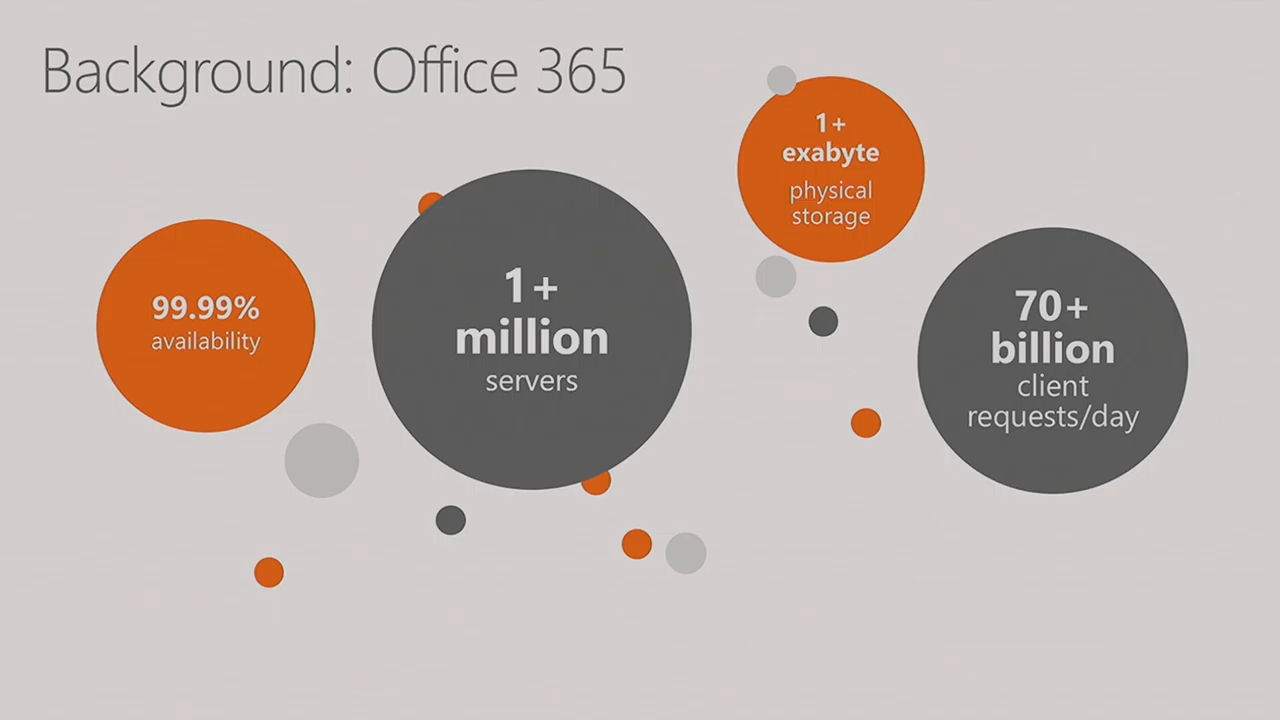 Background: Office 365
99.99%
availability
1+
million
servers
1+
exabyte
physical
storage
70+
billion
client
requests/day